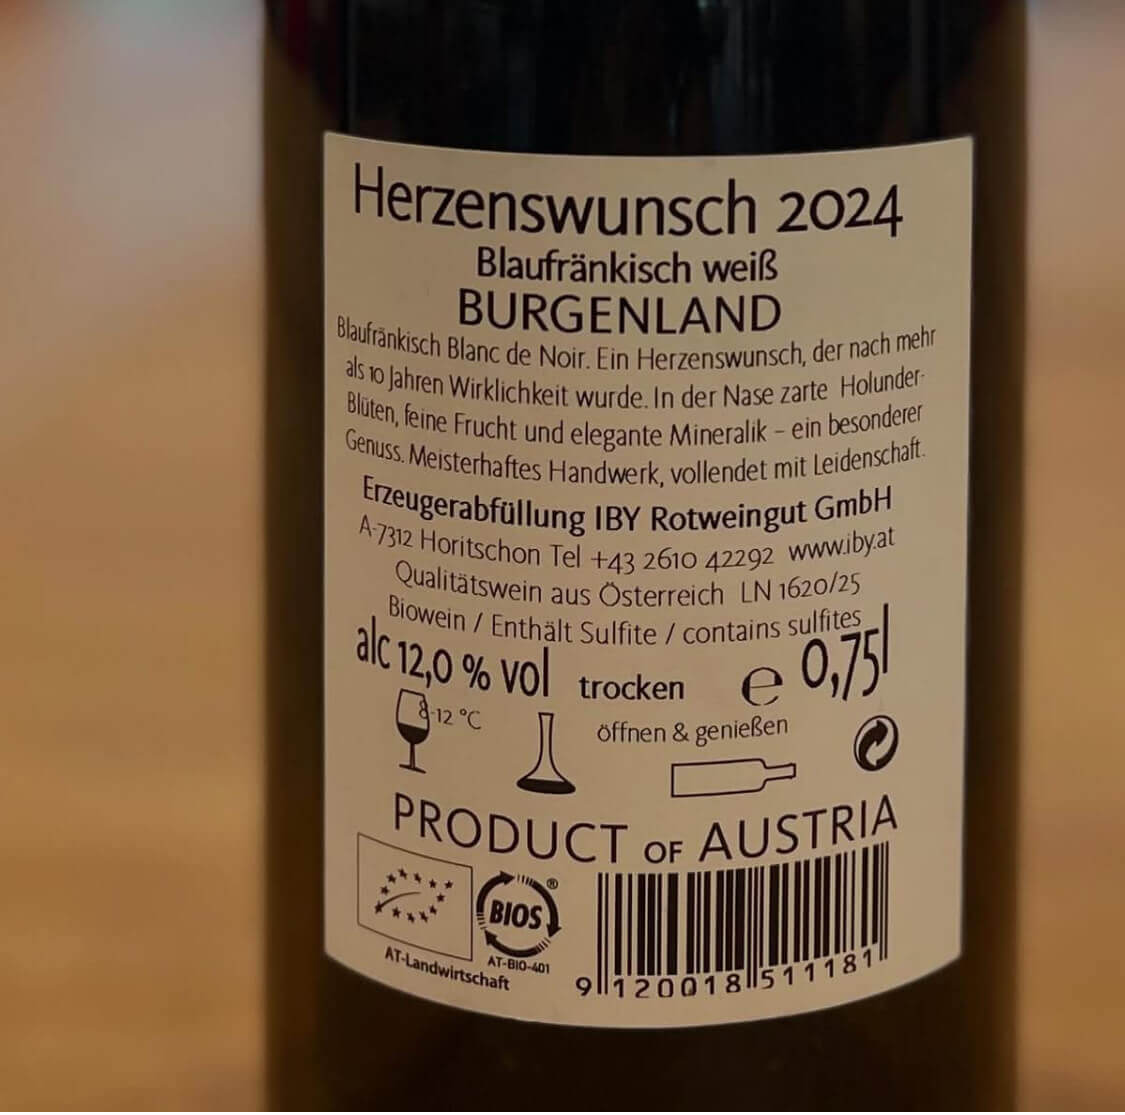 Herzenswunsch 2024
Blaufränkisch weiß
BURGENLAND
Blaufränkisch Blanc de Noir. Ein Herzenswunsch, der nach mehr
als 10 Jahren Wirklichkeit wurde. In der Nase zarte Holunder-
Blüten, feine Frucht und elegante Mineralik – ein besonderer
Genuss. Meisterhaftes Handwerk, vollendet mit Leidenschaft.
Erzeugerabfüllung IBY Rotweingut GmbH
A-7312 Horitschon Tel +43 2610 42292 www.iby.at
Qualitätswein aus Österreich LN 1620/25
Biowein / Enthält Sulfite / contains sulfites
alc 12,0 % vol trocken e 0,75l
8-12 °C öffnen & genießen
PRODUCT OF AUSTRIA
BIOS ®
AT-Landwirtschaft AT-BIO-401
9 120018 511181